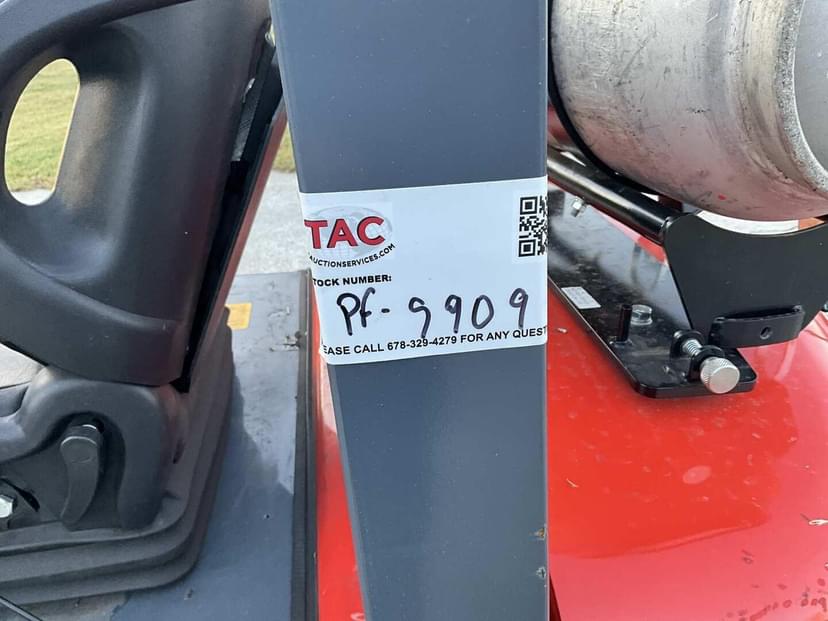 TAC
AUCTIONSERVICES.COM
TOCK NUMBER:
Pf- 9909
EASE CALL 678-329-4279 FOR ANY QUEST